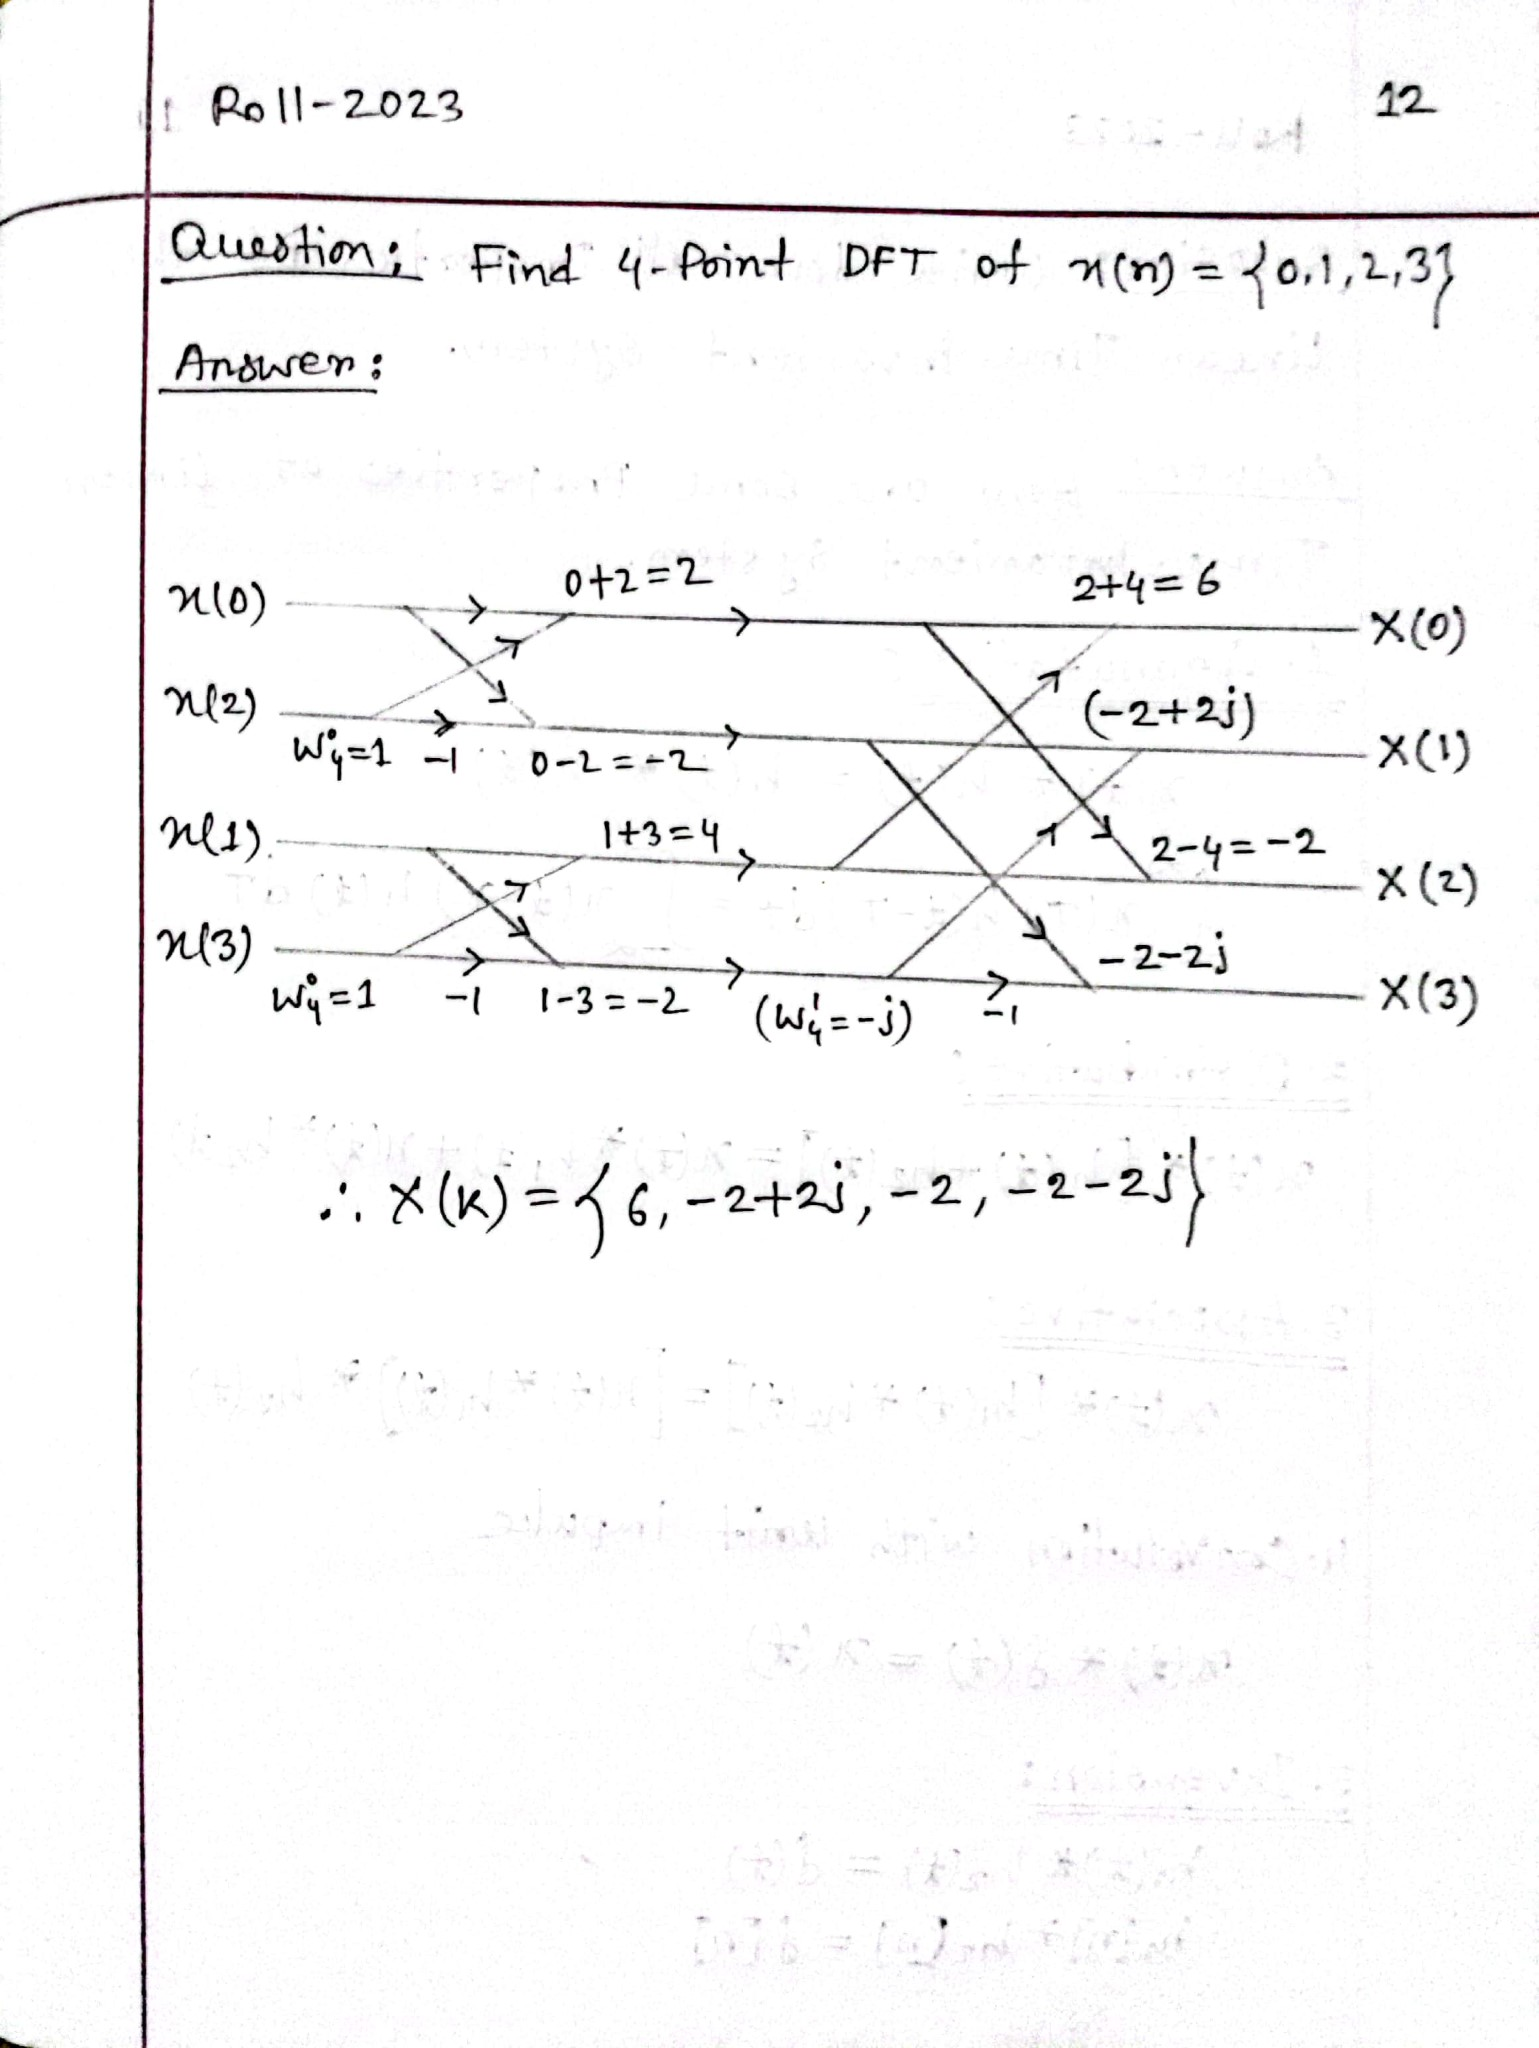 Roll-2023 12
Question: Find 4-Point DFT of x(n) = {0,1,2,3}
Answer:
x(0) 0+2=2 2+4=6 X(0)
x(2) (-2+2j) X(1)
W₄⁰=1 -1 0-2=-2
x(1) 1+3=4 2-4=-2 X(2)
x(3) -2-2j X(3)
W₄⁰=1 -1 1-3=-2 (W₄¹=-j) -1
∴ X(K) = {6, -2+2j, -2, -2-2j}